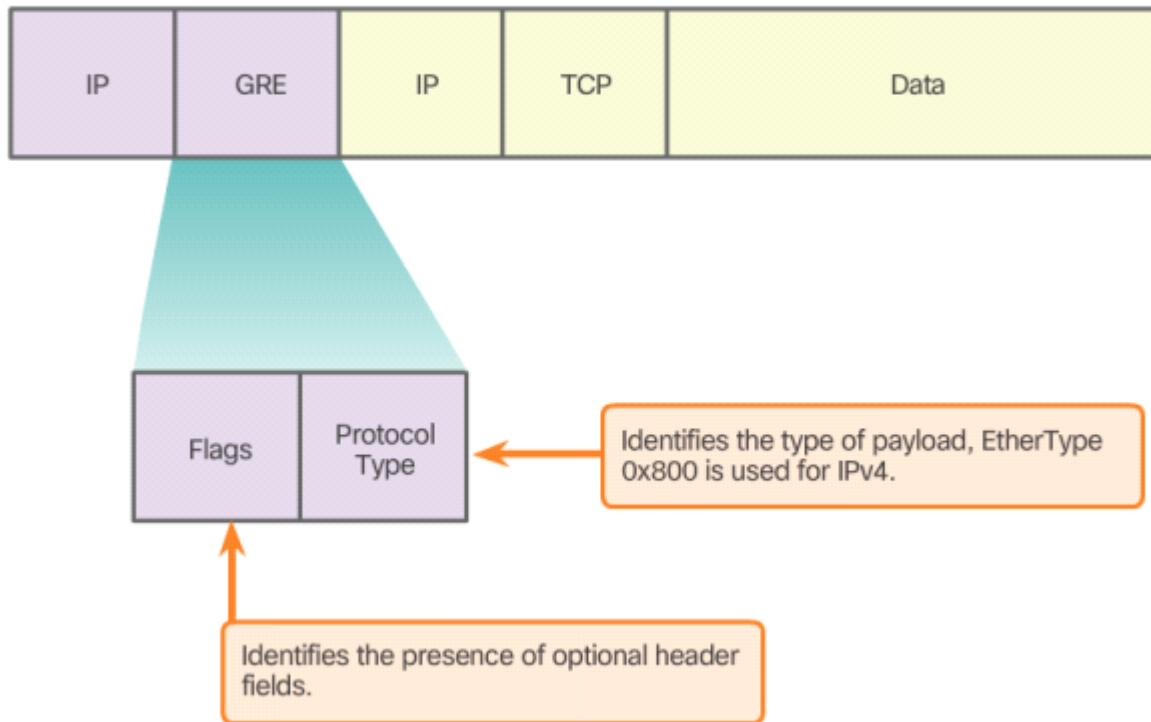 IP GRE IP TCP Data
Flags
Protocol
Type
Identifies the type of payload, EtherType
0x800 is used for IPv4.
Identifies the presence of optional header
fields.